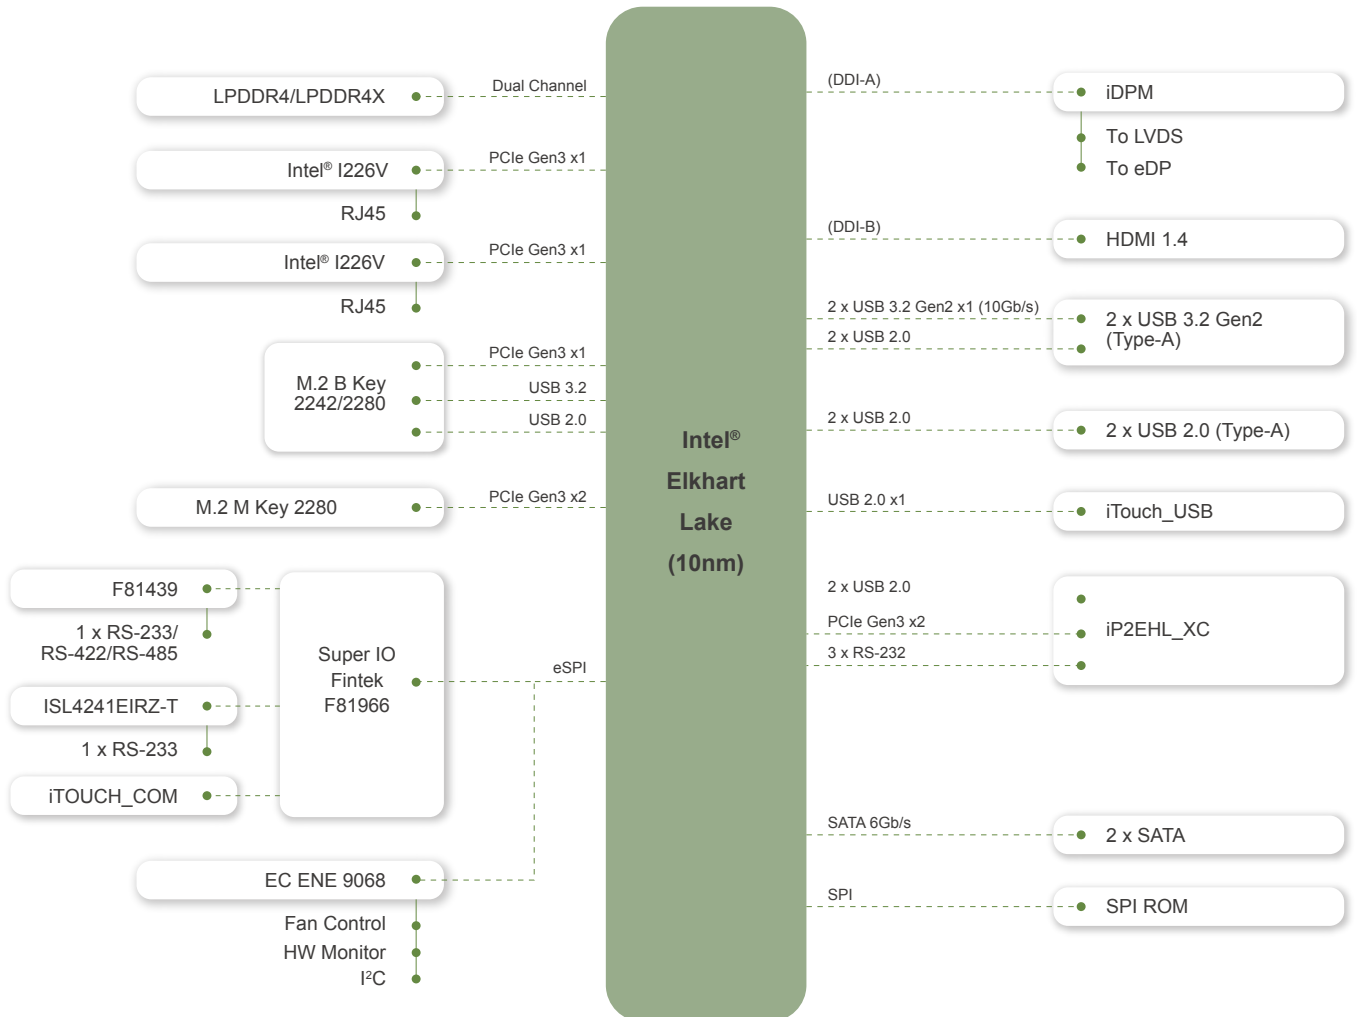 LPDDR4/LPDDR4X
Dual Channel
Intel® I226V
PCIe Gen3 x1
RJ45
Intel® I226V
PCIe Gen3 x1
RJ45
M.2 B Key
2242/2280
PCIe Gen3 x1
USB 3.2
USB 2.0
M.2 M Key 2280
PCIe Gen3 x2
F81439
1 x RS-233/
RS-422/RS-485
ISL4241EIRZ-T
1 x RS-233
iTOUCH_COM
Super IO
Fintek
F81966
eSPI
EC ENE 9068
Fan Control
HW Monitor
I²C
Intel®
Elkhart
Lake
(10nm)
(DDI-A)
iDPM
To LVDS
To eDP
(DDI-B)
HDMI 1.4
2 x USB 3.2 Gen2 x1 (10Gb/s)
2 x USB 2.0
2 x USB 3.2 Gen2
(Type-A)
2 x USB 2.0
2 x USB 2.0 (Type-A)
USB 2.0 x1
iTouch_USB
2 x USB 2.0
PCIe Gen3 x2
3 x RS-232
iP2EHL_XC
SATA 6Gb/s
2 x SATA
SPI
SPI ROM